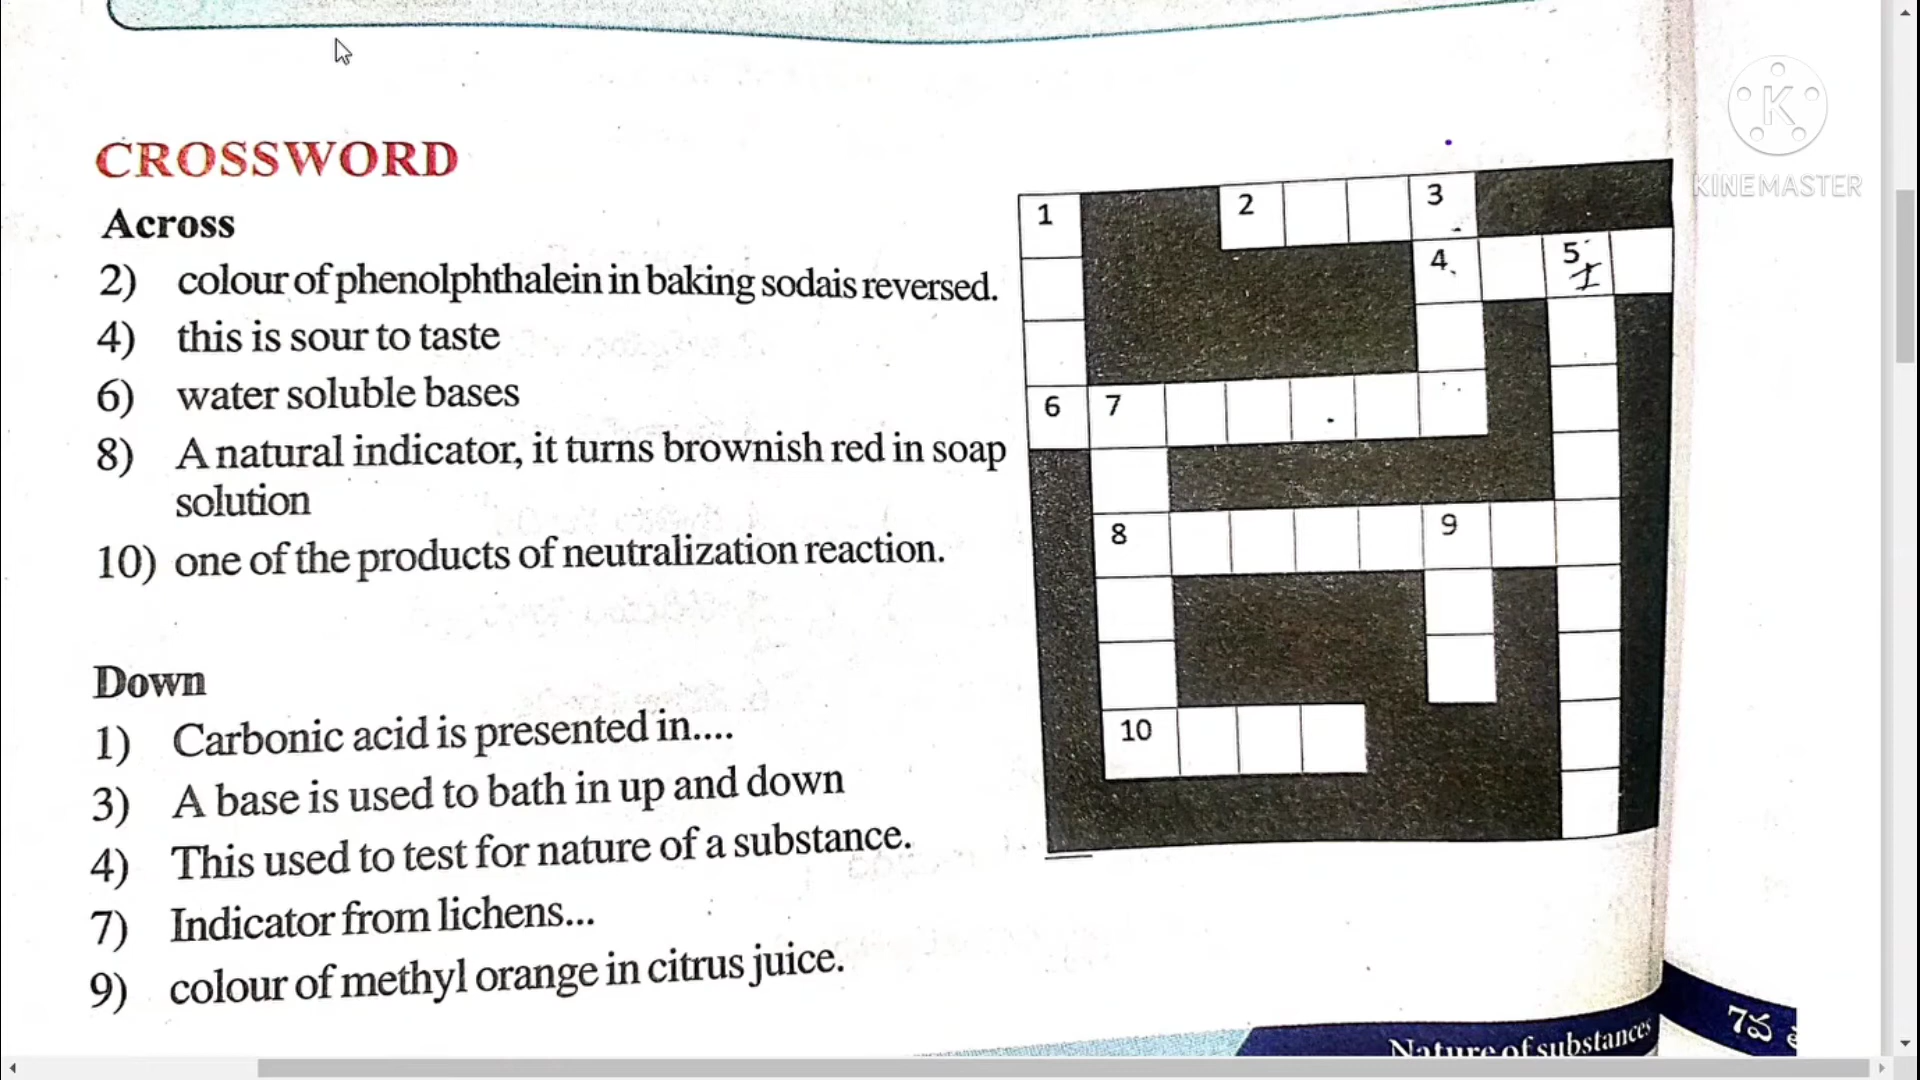 CROSSWORD
Across
2) colour of phenolphthalein in baking sodais reversed.
4) this is sour to taste
6) water soluble bases
8) A natural indicator, it turns brownish red in soap
solution
10) one of the products of neutralization reaction.
Down
1) Carbonic acid is presented in....
3) A base is used to bath in up and down
4) This used to test for nature of a substance.
7) Indicator from lichens...
9) colour of methyl orange in citrus juice.
1 2 3
4 5 I
6 7
8 9
10
K
KINEMASTER
Nature of substances
7వ